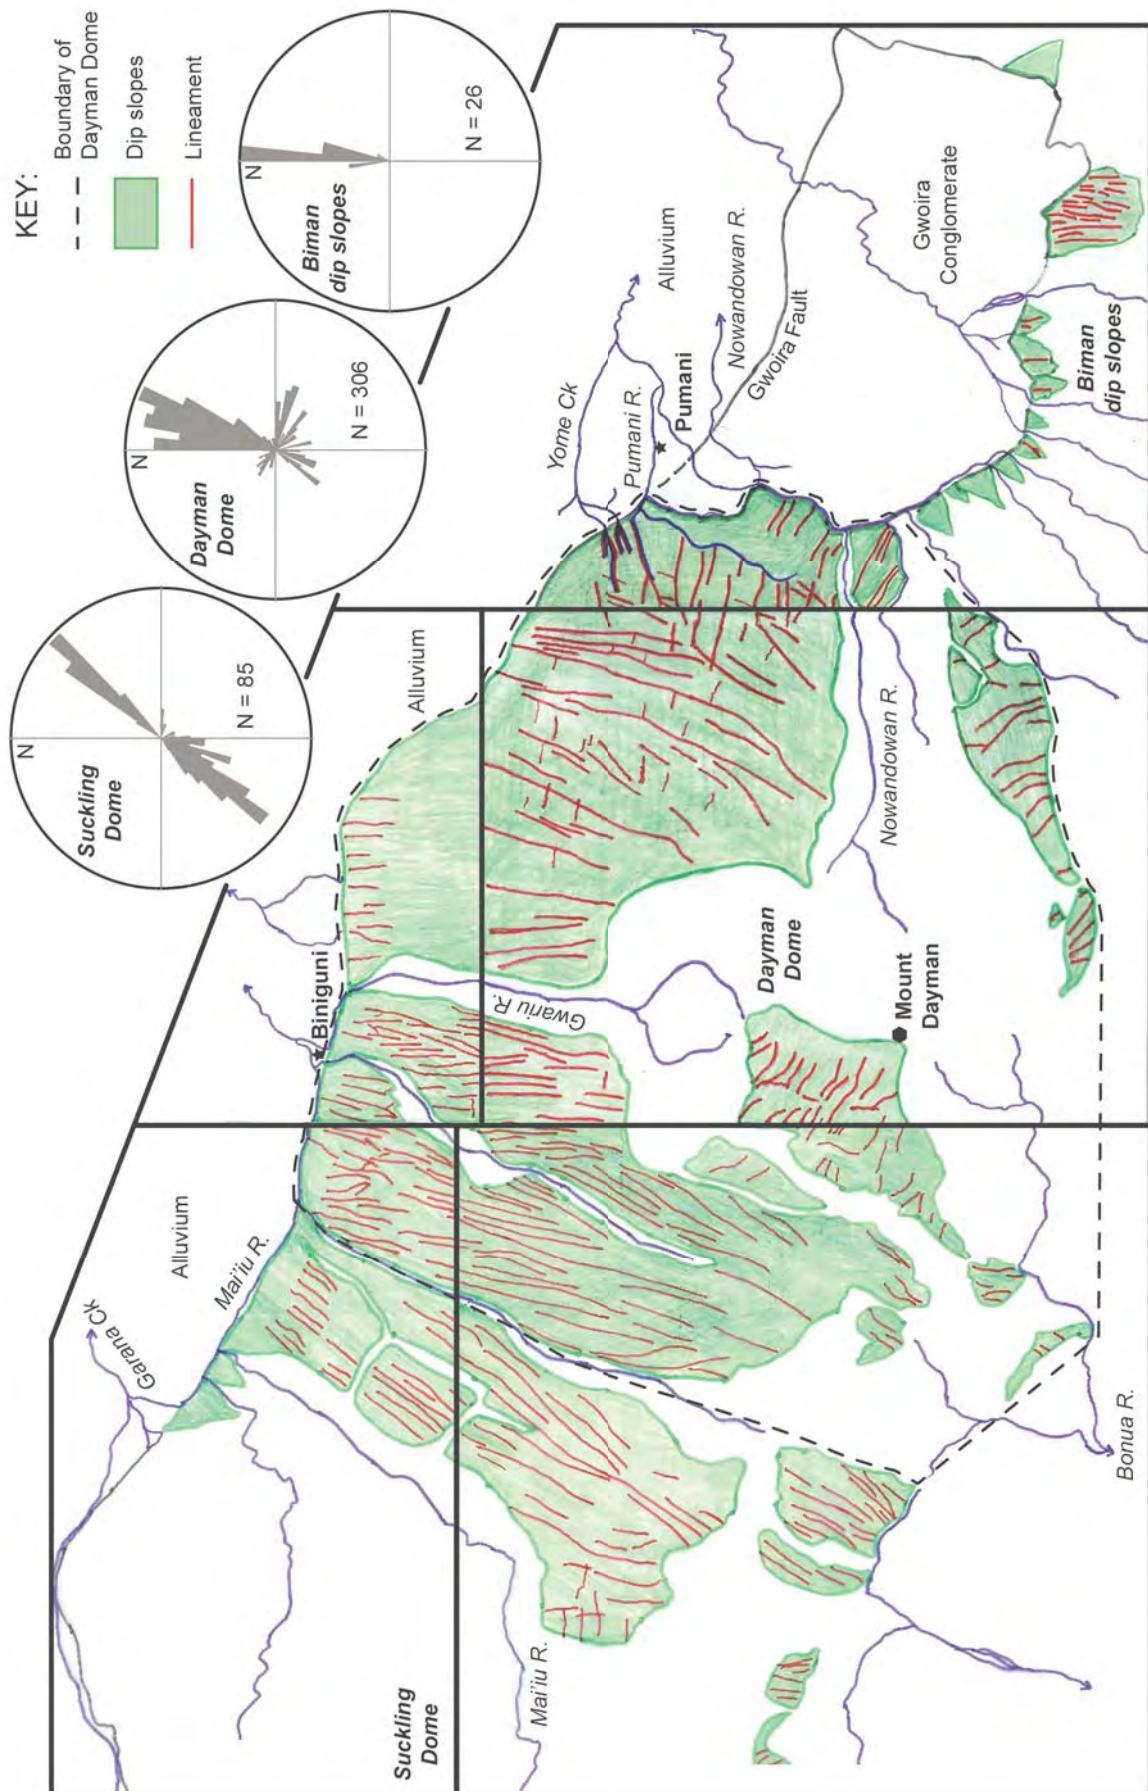 KEY:
Boundary of
Dayman Dome
Dip slopes
Lineament
N
Suckling
Dome
N = 85
N
Dayman
Dome
N = 306
N
Biman
dip slopes
N = 26
Garana Ck
Alluvium
Mai'iu R.
Biniguni
Alluvium
Yome Ck
Pumani R.
Pumani
Alluvium
Nowandowan R.
Gwoira Fault
Gwariu R.
Suckling
Dome
Mai'iu R.
Dayman
Dome
Mount
Dayman
Nowandowan R.
Gwoira
Conglomerate
Biman
dip slopes
Bonua R.